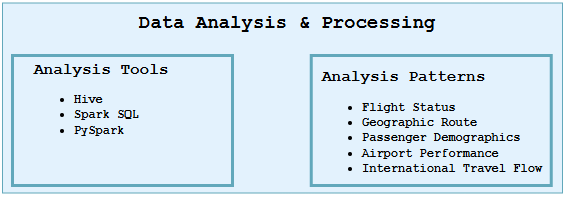 Data Analysis & Processing
Analysis Tools
• Hive
• Spark SQL
• PySpark
Analysis Patterns
• Flight Status
• Geographic Route
• Passenger Demographics
• Airport Performance
• International Travel Flow